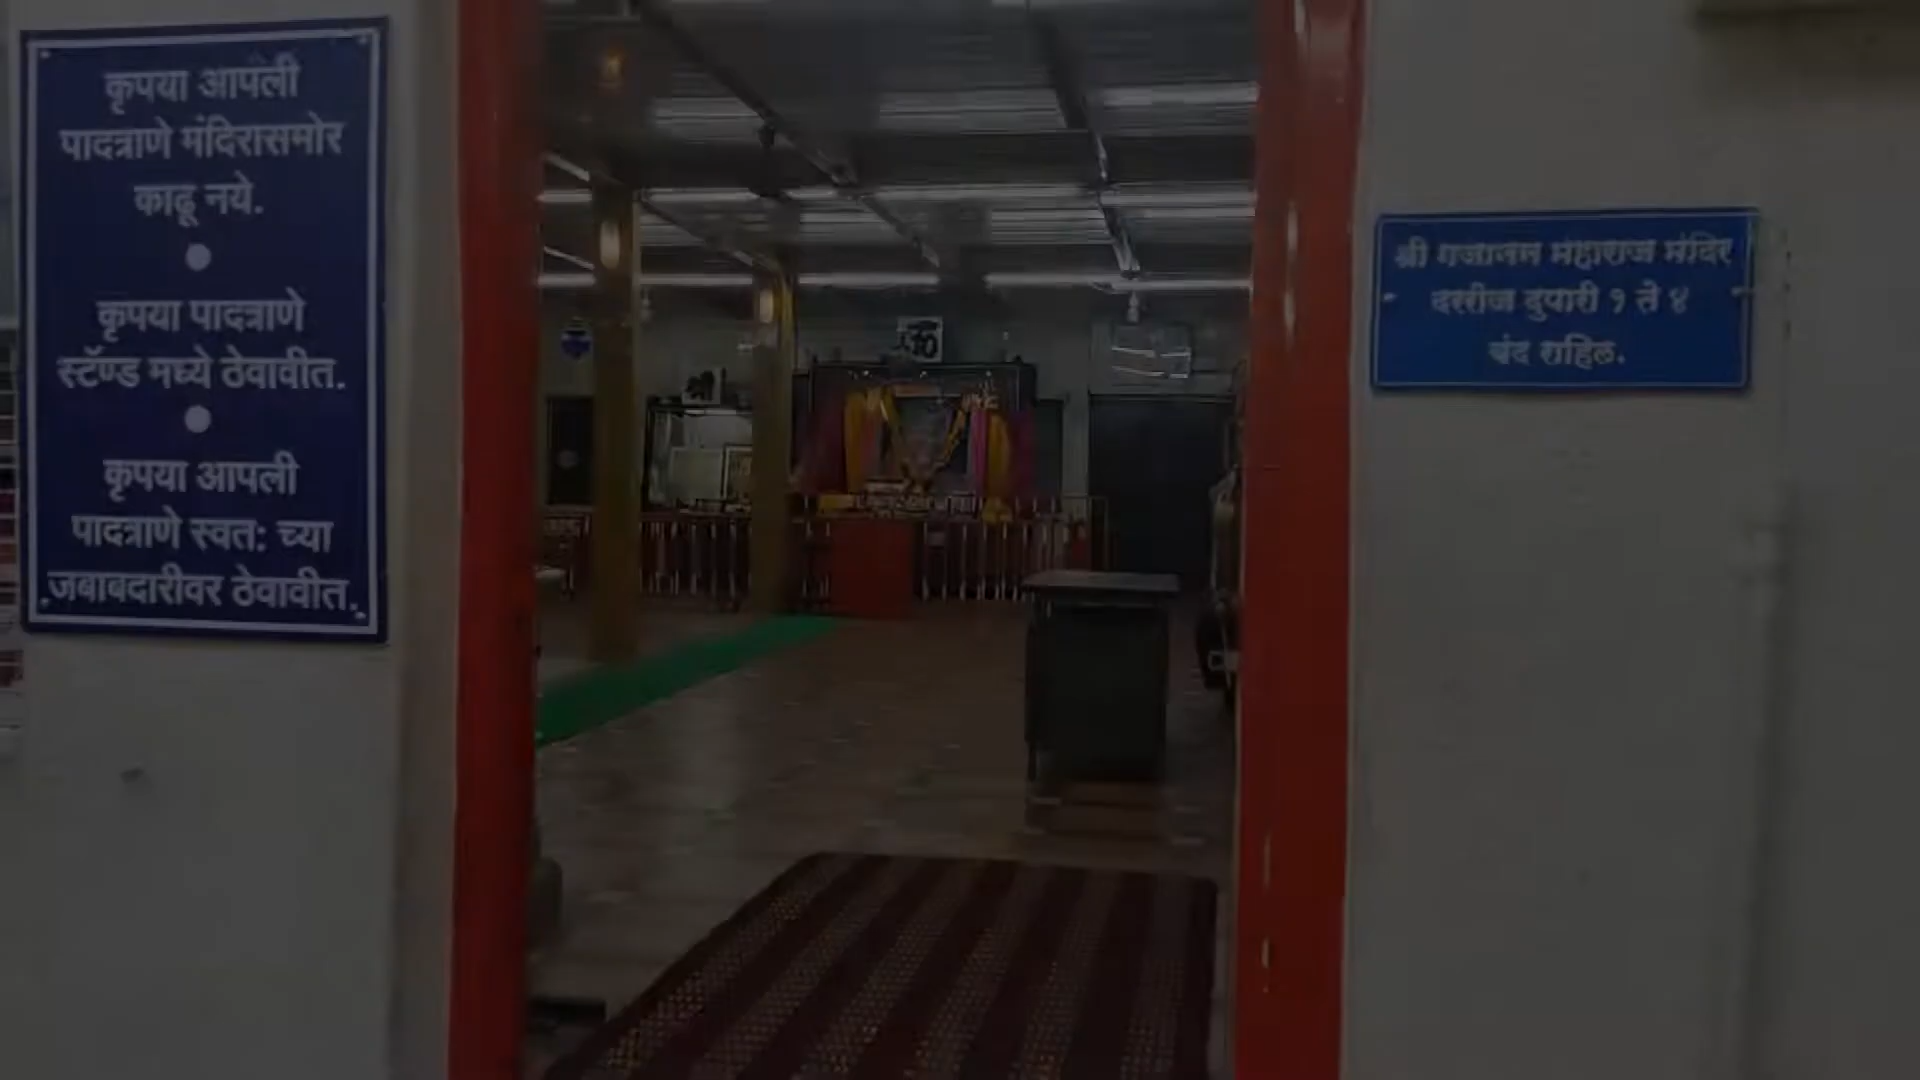 कृपया आपली
पादत्राणे मंदिरासमोर
काढू नये.
कृपया पादत्राणे
स्टॅण्ड मध्ये ठेवावीत.
कृपया आपली
पादत्राणे स्वत: च्या
जबाबदारीवर ठेवावीत.
श्री गजानन महाराज मंदिर
दररोज दुपारी १ ते ४
बंद राहिल.